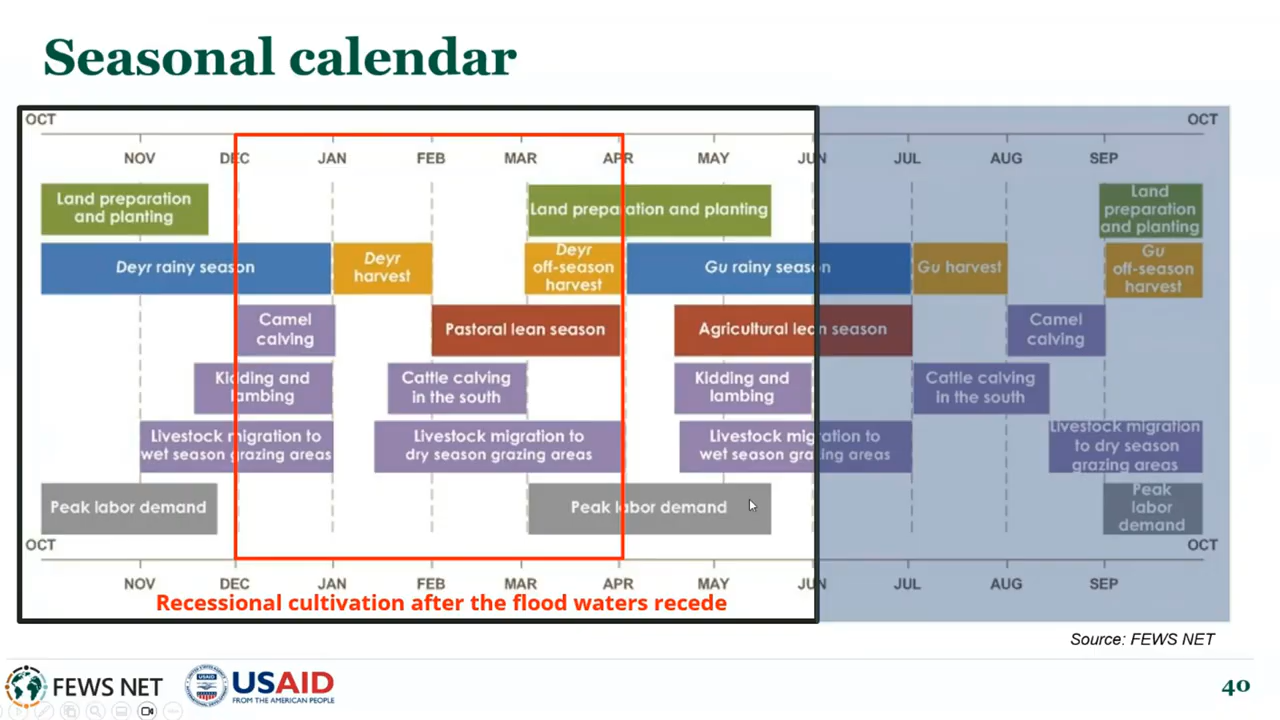 Seasonal calendar
OCT
OCT
NOV
DEC
JAN
FEB
MAR
APR
MAY
JUN
JUL
AUG
SEP
Land preparation
and planting
Land preparation and planting
Land
preparation
and planting
Deyr rainy season
Deyr
harvest
Deyr
off-season
harvest
Gu rainy season
Gu harvest
Gu
off-season
harvest
Camel
calving
Pastoral lean season
Agricultural lean season
Camel
calving
Kidding and
lambing
Cattle calving
in the south
Kidding and
lambing
Cattle calving
in the south
Livestock migration to
wet season grazing areas
Livestock migration to
dry season grazing areas
Livestock migration to
wet season grazing areas
Livestock migration
to dry season
grazing areas
Peak labor demand
Peak labor demand
Peak
labor
demand
OCT
OCT
NOV
DEC
JAN
FEB
MAR
APR
MAY
JUN
JUL
AUG
SEP
Recessional cultivation after the flood waters recede
Source: FEWS NET
FEWS NET
USAID
FROM THE AMERICAN PEOPLE
40